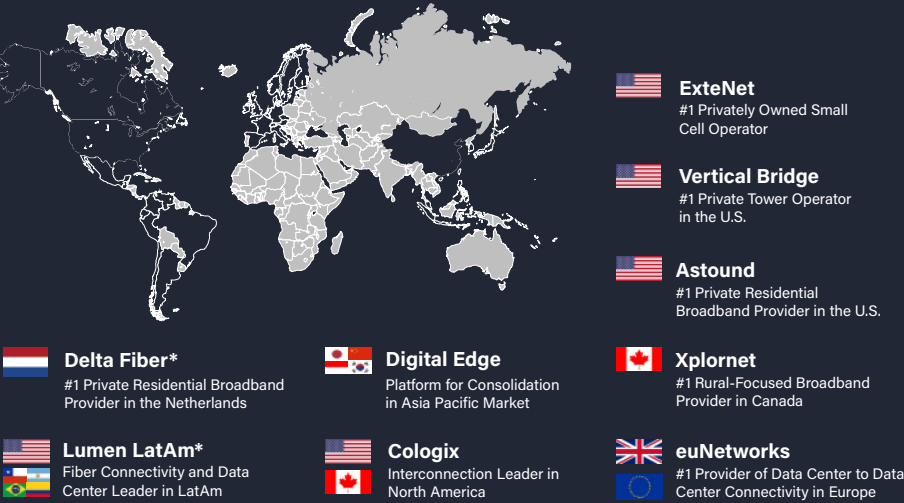 ExteNet
#1 Privately Owned Small
Cell Operator
Vertical Bridge
#1 Private Tower Operator
in the U.S.
Astound
#1 Private Residential
Broadband Provider in the U.S.
Delta Fiber*
#1 Private Residential Broadband
Provider in the Netherlands
Digital Edge
Platform for Consolidation
in Asia Pacific Market
Xplornet
#1 Rural-Focused Broadband
Provider in Canada
Lumen LatAm*
Fiber Connectivity and Data
Center Leader in LatAm
Cologix
Interconnection Leader in
North America
euNetworks
#1 Provider of Data Center to Data
Center Connectivity in Europe